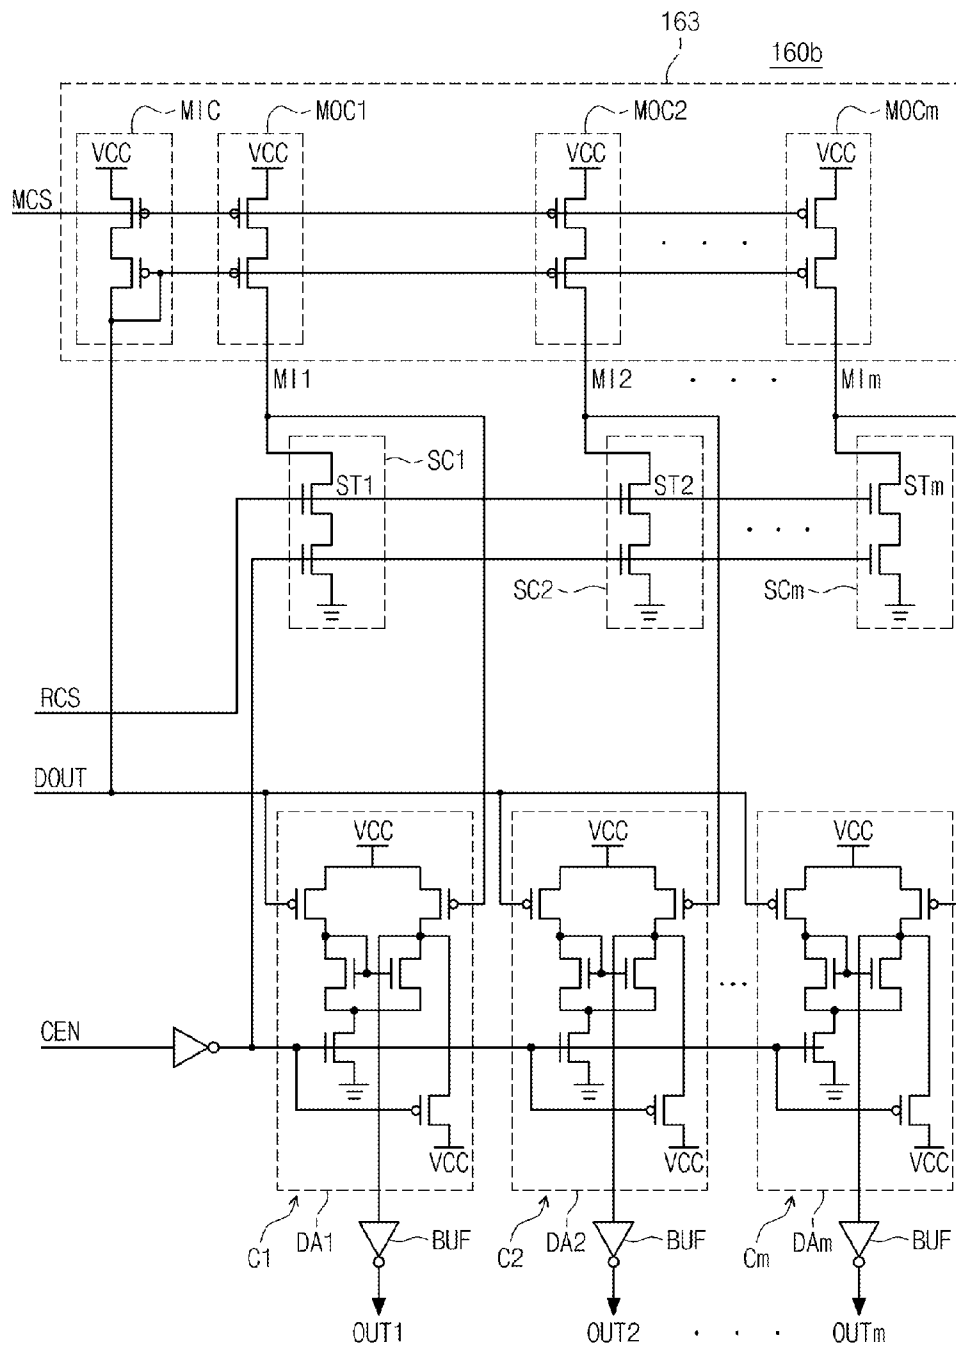 163
160b
MIC
MOC1
MOC2
MOCm
VCC
VCC
VCC
VCC
MCS
. . .
MI1
MI2
. . .
MIm
SC1
ST1
ST2
STm
. . .
SC2
SCm
RCS
DOUT
VCC
VCC
VCC
...
CEN
VCC
VCC
VCC
C1
DA1
BUF
C2
DA2
BUF
Cm
DAm
BUF
OUT1
OUT2
. . .
OUTm